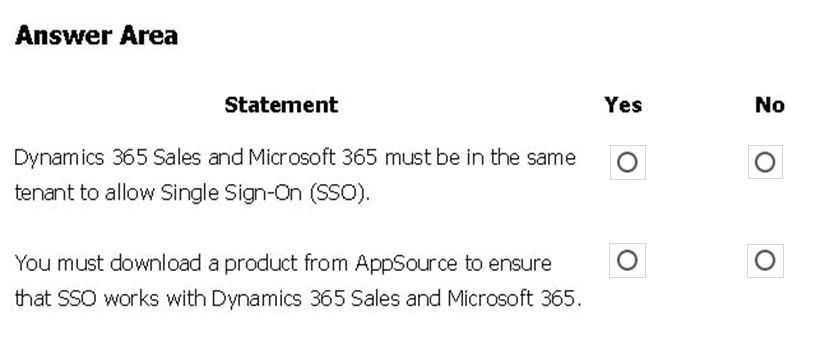 Answer Area
Statement Yes No
Dynamics 365 Sales and Microsoft 365 must be in the same
tenant to allow Single Sign-On (SSO).
You must download a product from AppSource to ensure
that SSO works with Dynamics 365 Sales and Microsoft 365.